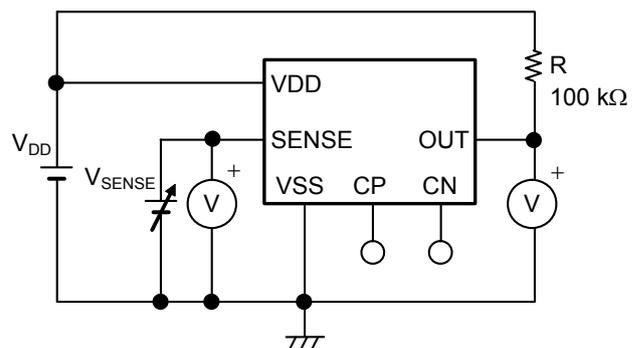 R
100 kΩ
VDD
VDD
SENSE
OUT
VSENSE
+
+
VSS
CP
CN
V
V